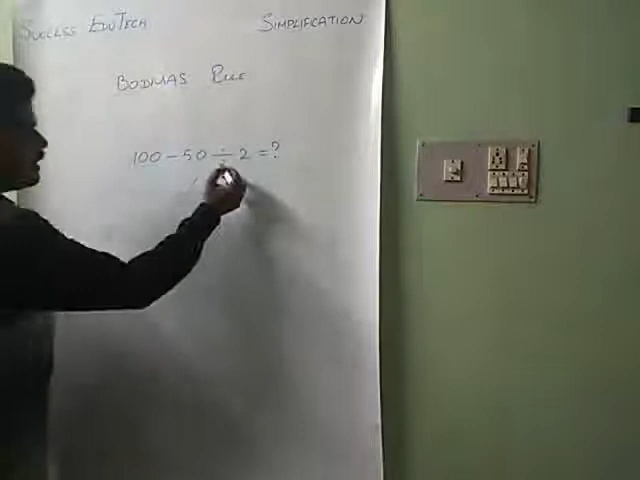 SUCCESS EDUTECH SIMPLIFICATION
BODMAS RULE
100 - 50 ÷ 2 = ?